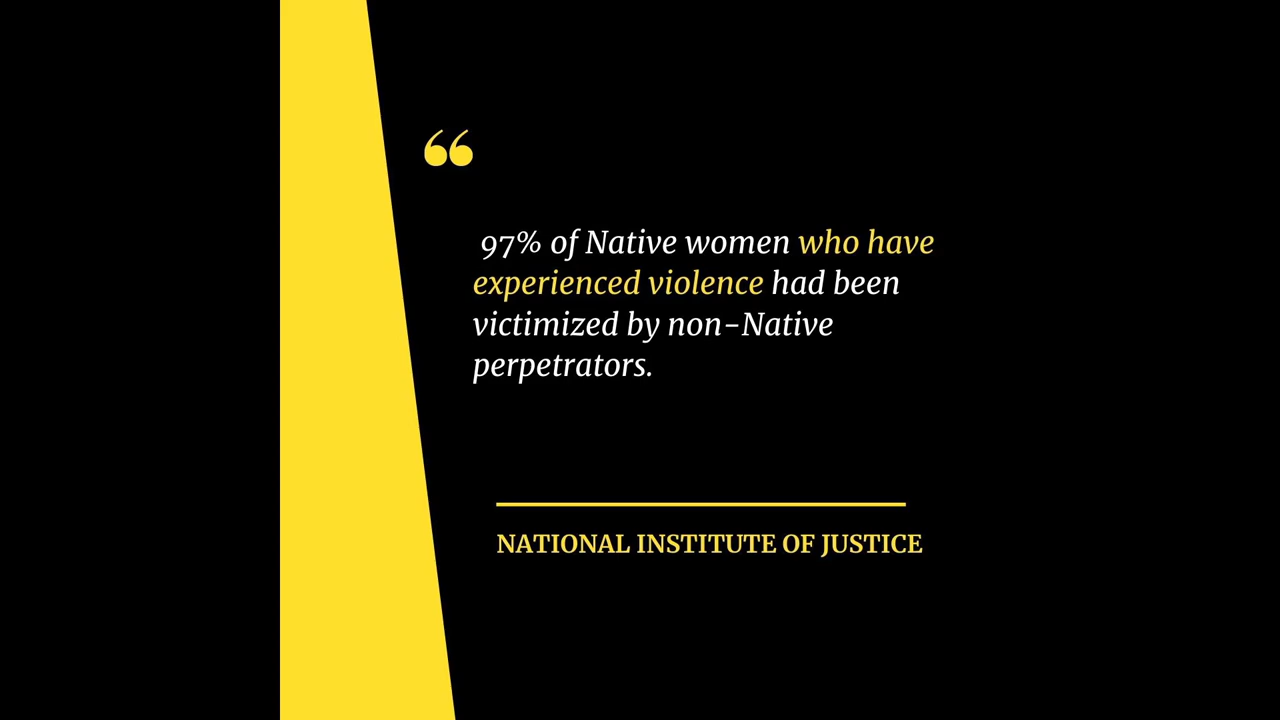 “
97% of Native women who have
experienced violence had been
victimized by non-Native
perpetrators.
NATIONAL INSTITUTE OF JUSTICE